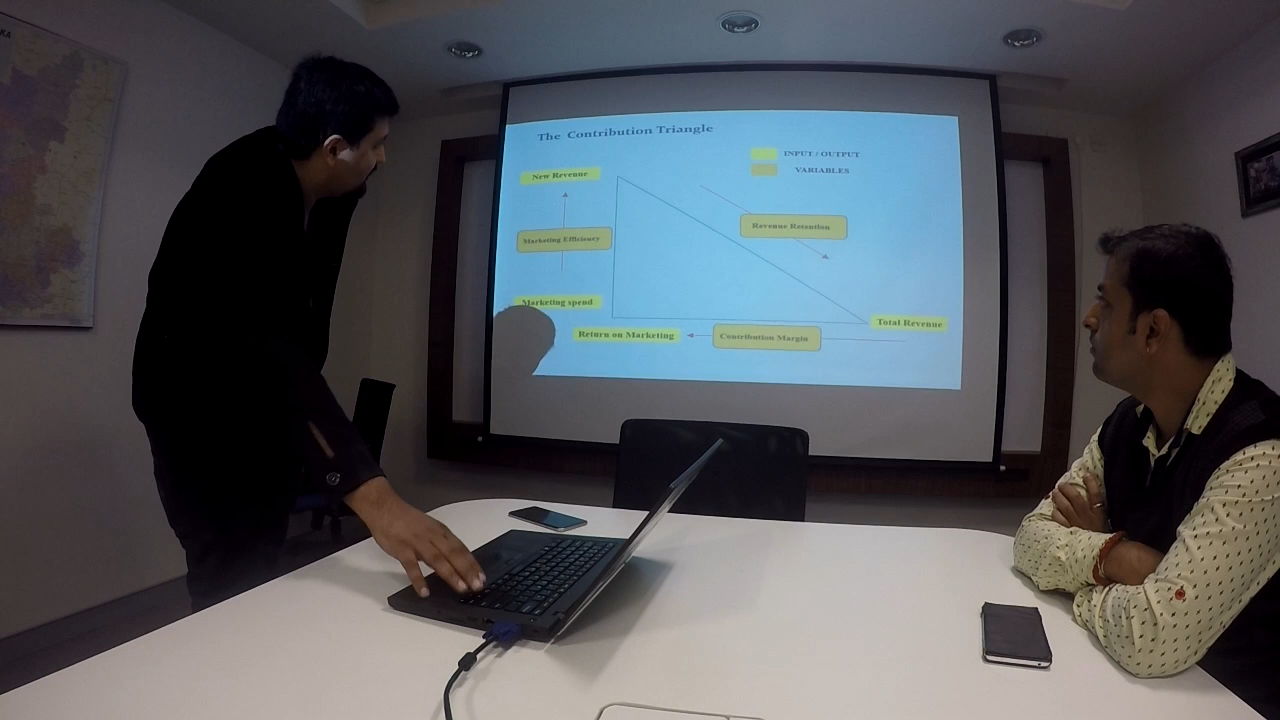 KA
The Contribution Triangle
INPUT / OUTPUT
VARIABLES
New Revenue
Revenue Retention
Marketing Efficiency
Marketing spend
Total Revenue
Return on Marketing
Contribution Margin